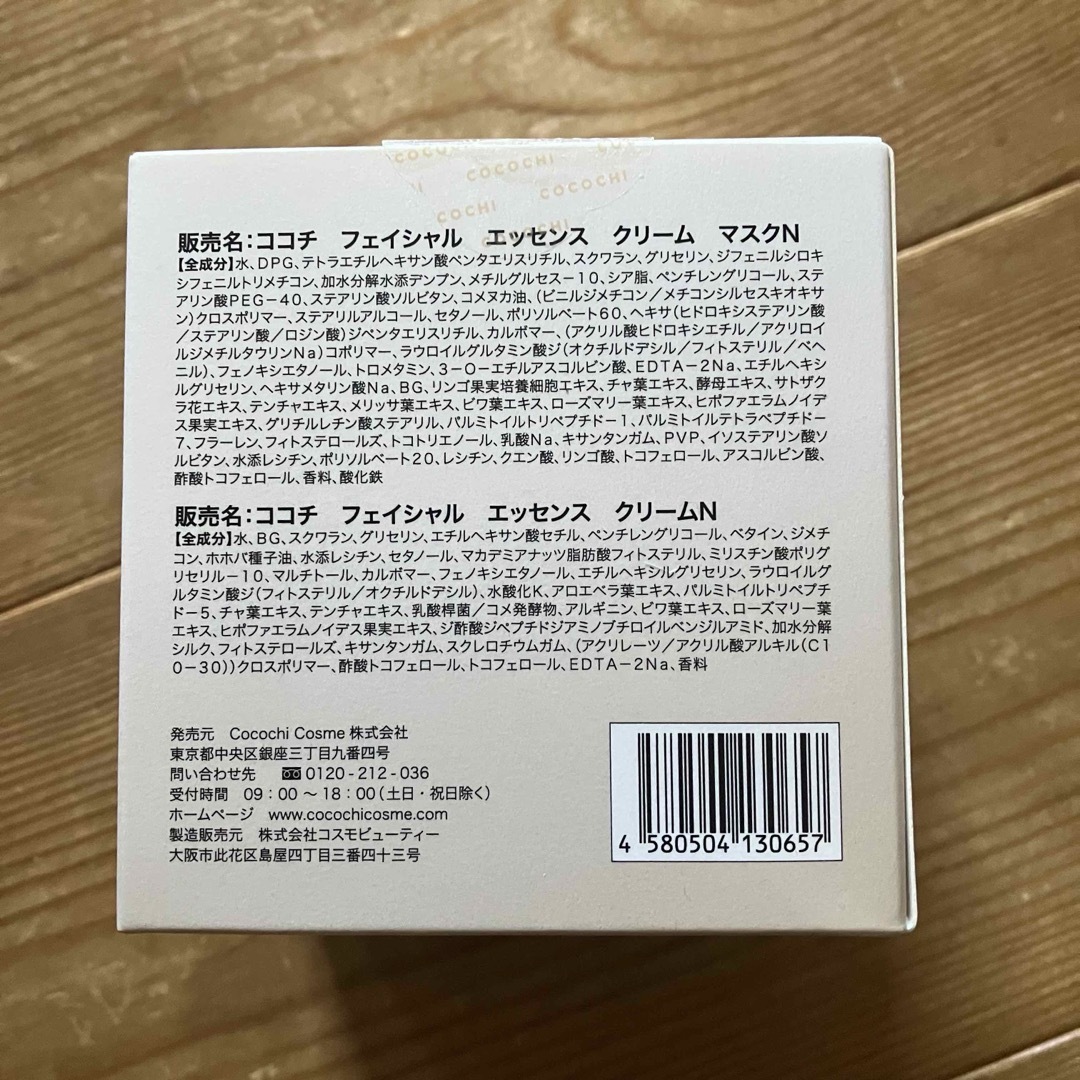 COCOCHI
COCOCHI
COCHI
販売名：ココチ　フェイシャル　エッセンス　クリーム　マスクN
【全成分】水、DPG、テトラエチルヘキサン酸ペンタエリスリチル、スクワラン、グリセリン、ジフェニルシロキ
シフェニルトリメチコン、加水分解水添デンプン、メチルグルセス－10、シア脂、ペンチレングリコール、ステ
アリン酸PEG－40、ステアリン酸ソルビタン、コメヌカ油、（ビニルジメチコン／メチコンシルセスキオキサ
ン）クロスポリマー、ステアリルアルコール、セタノール、ポリソルベート60、ヘキサ（ヒドロキシステアリン酸
／ステアリン酸／ロジン酸）ジペンタエリスリチル、カルボマー、（アクリル酸ヒドロキシエチル／アクリロイ
ルジメチルタウリンNa）コポリマー、ラウロイルグルタミン酸ジ（オクチルドデシル／フィトステリル／ベヘ
ニル）、フェノキシエタノール、トロメタミン、3－O－エチルアスコルビン酸、EDTA－2Na、エチルヘキシ
ルグリセリン、ヘキサメタリン酸Na、BG、リンゴ果実培養細胞エキス、チャ葉エキス、酵母エキス、サトザク
ラ花エキス、テンチャエキス、メリッサ葉エキス、ビワ葉エキス、ローズマリー葉エキス、ヒポファエラムノイデ
ス果実エキス、グリチルレチン酸ステアリル、パルミトイルトリペプチド－1、パルミトイルテトラペプチド－
7、フラーレン、フィトステロールズ、トコトリエノール、乳酸Na、キサンタンガム、PVP、イソステアリン酸ソ
ルビタン、水添レシチン、ポリソルベート20、レシチン、クエン酸、リンゴ酸、トコフェロール、アスコルビン酸、
酢酸トコフェロール、香料、酸化鉄
販売名：ココチ　フェイシャル　エッセンス　クリームN
【全成分】水、BG、スクワラン、グリセリン、エチルヘキサン酸セチル、ペンチレングリコール、ベタイン、ジメチ
コン、ホホバ種子油、水添レシチン、セタノール、マカデミアナッツ脂肪酸フィトステリル、ミリスチン酸ポリグ
リセリル－10、マルチトール、カルボマー、フェノキシエタノール、エチルヘキシルグリセリン、ラウロイルグ
ルタミン酸ジ（フィトステリル／オクチルドデシル）、水酸化K、アロエベラ葉エキス、パルミトイルトリペプチ
ド－5、チャ葉エキス、テンチャエキス、乳酸桿菌／コメ発酵物、アルギニン、ビワ葉エキス、ローズマリー葉
エキス、ヒポファエラムノイデス果実エキス、ジ酢酸ジペプチドジアミノブチロイルベンジルアミド、加水分解
シルク、フィトステロールズ、キサンタンガム、スクレロチウムガム、（アクリレーツ／アクリル酸アルキル（C1
0－30））クロスポリマー、酢酸トコフェロール、トコフェロール、EDTA－2Na、香料
発売元　Cocochi Cosme 株式会社
東京都中央区銀座三丁目九番四号
問い合わせ先　0120 - 212 - 036
受付時間　09：00 〜 18：00（土日・祝日除く）
ホームページ　www.cocochicosme.com
製造販売元　株式会社コスモビューティー
大阪市此花区島屋四丁目三番四十三号
4 580504 130657